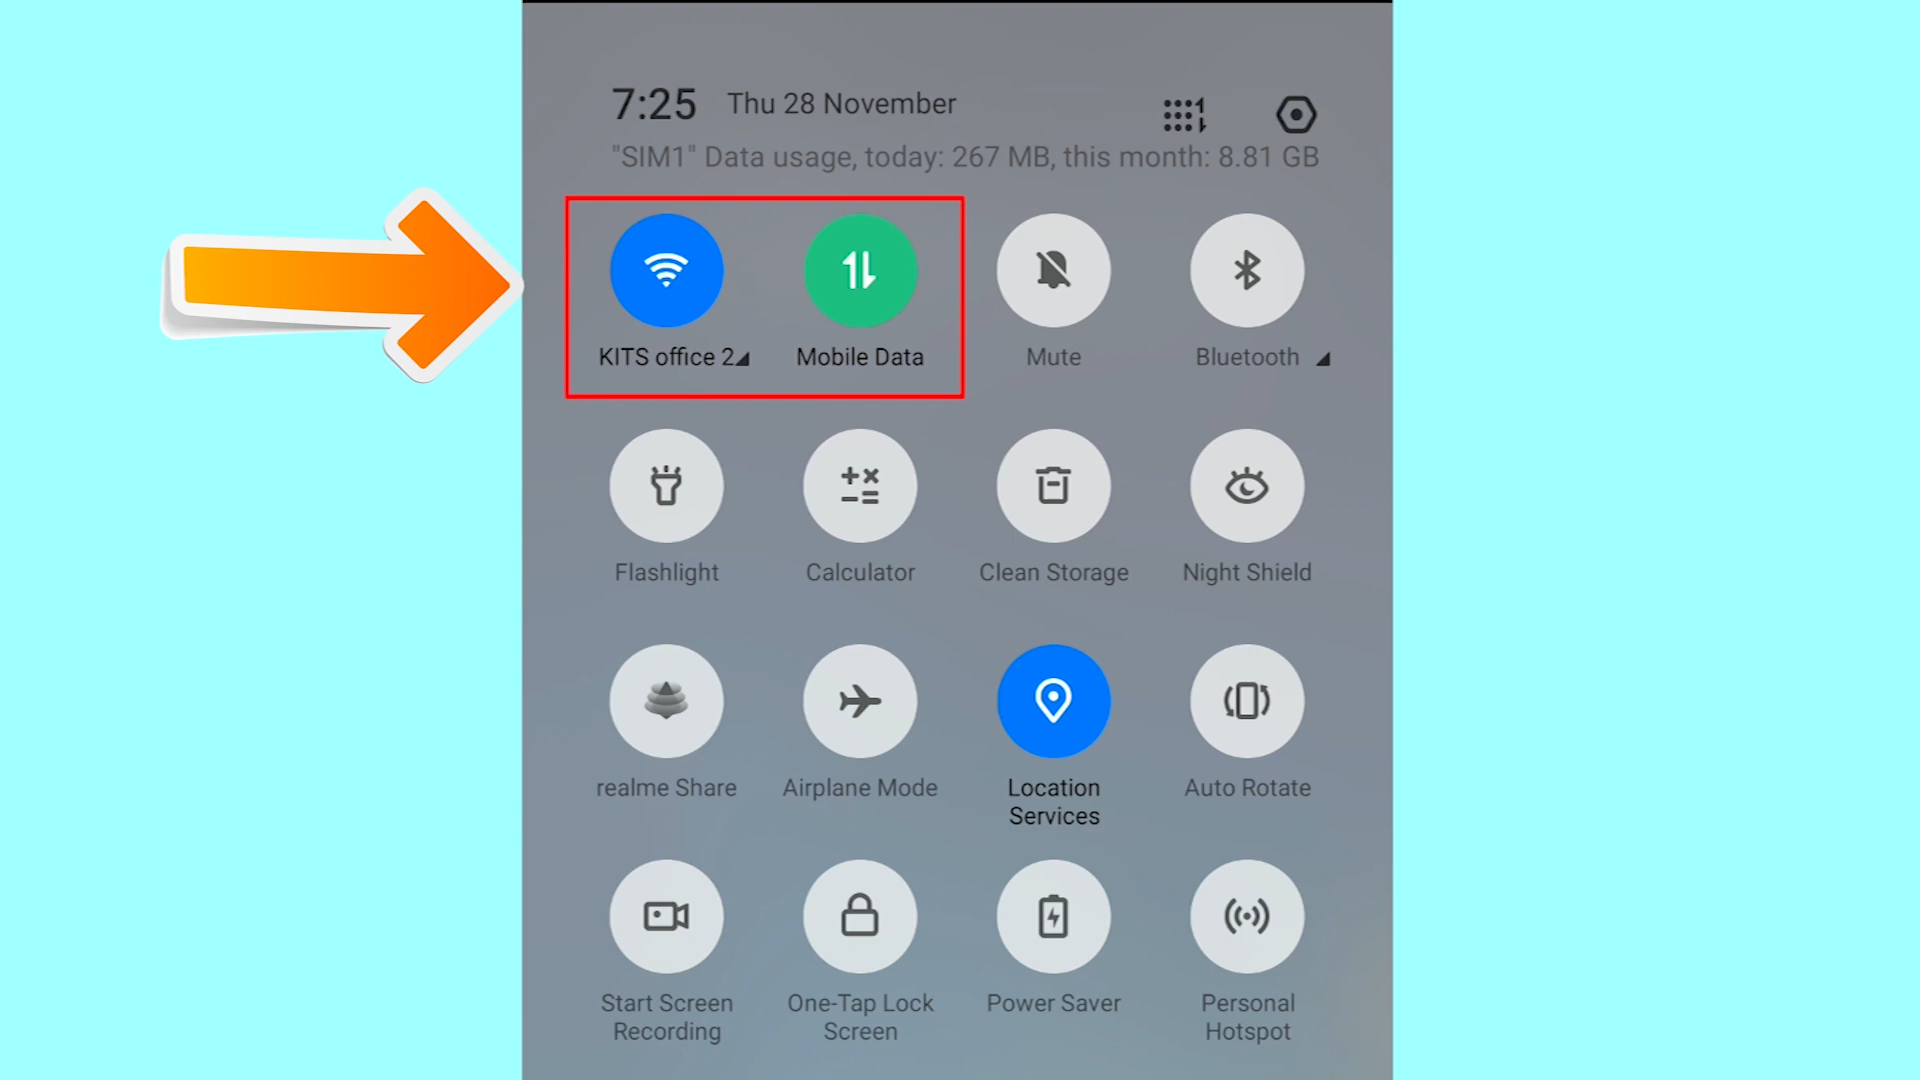 7:25 Thu 28 November
"SIM1" Data usage, today: 267 MB, this month: 8.81 GB
KITS office 2 Mobile Data Mute Bluetooth
Flashlight Calculator Clean Storage Night Shield
realme Share Airplane Mode Location Services Auto Rotate
Start Screen Recording One-Tap Lock Screen Power Saver Personal Hotspot